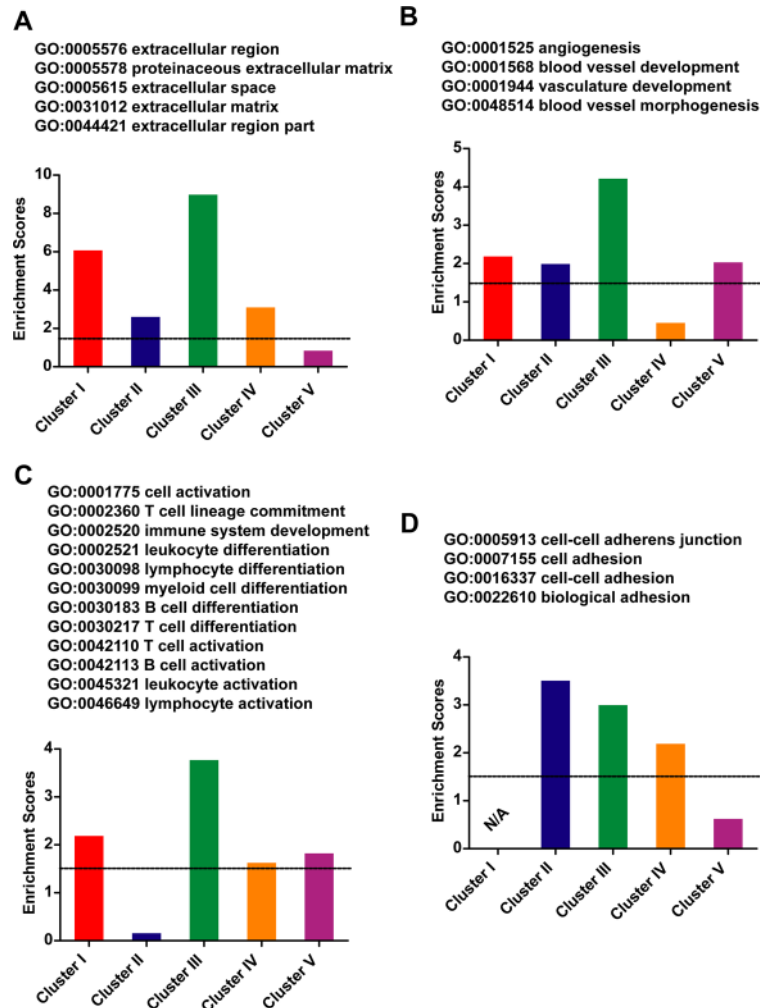 A
GO:0005576 extracellular region
GO:0005578 proteinaceous extracellular matrix
GO:0005615 extracellular space
GO:0031012 extracellular matrix
GO:0044421 extracellular region part
Enrichment Scores
10
8
6
4
2
0
Cluster I
Cluster II
Cluster III
Cluster IV
Cluster V
B
GO:0001525 angiogenesis
GO:0001568 blood vessel development
GO:0001944 vasculature development
GO:0048514 blood vessel morphogenesis
Enrichment Scores
5
4
3
2
1
0
Cluster I
Cluster II
Cluster III
Cluster IV
Cluster V
C
GO:0001775 cell activation
GO:0002360 T cell lineage commitment
GO:0002520 immune system development
GO:0002521 leukocyte differentiation
GO:0030098 lymphocyte differentiation
GO:0030099 myeloid cell differentiation
GO:0030183 B cell differentiation
GO:0030217 T cell differentiation
GO:0042110 T cell activation
GO:0042113 B cell activation
GO:0045321 leukocyte activation
GO:0046649 lymphocyte activation
Enrichment Scores
4
3
2
1
0
Cluster I
Cluster II
Cluster III
Cluster IV
Cluster V
D
GO:0005913 cell-cell adherens junction
GO:0007155 cell adhesion
GO:0016337 cell-cell adhesion
GO:0022610 biological adhesion
Enrichment Scores
4
3
2
1
0
N/A
Cluster I
Cluster II
Cluster III
Cluster IV
Cluster V